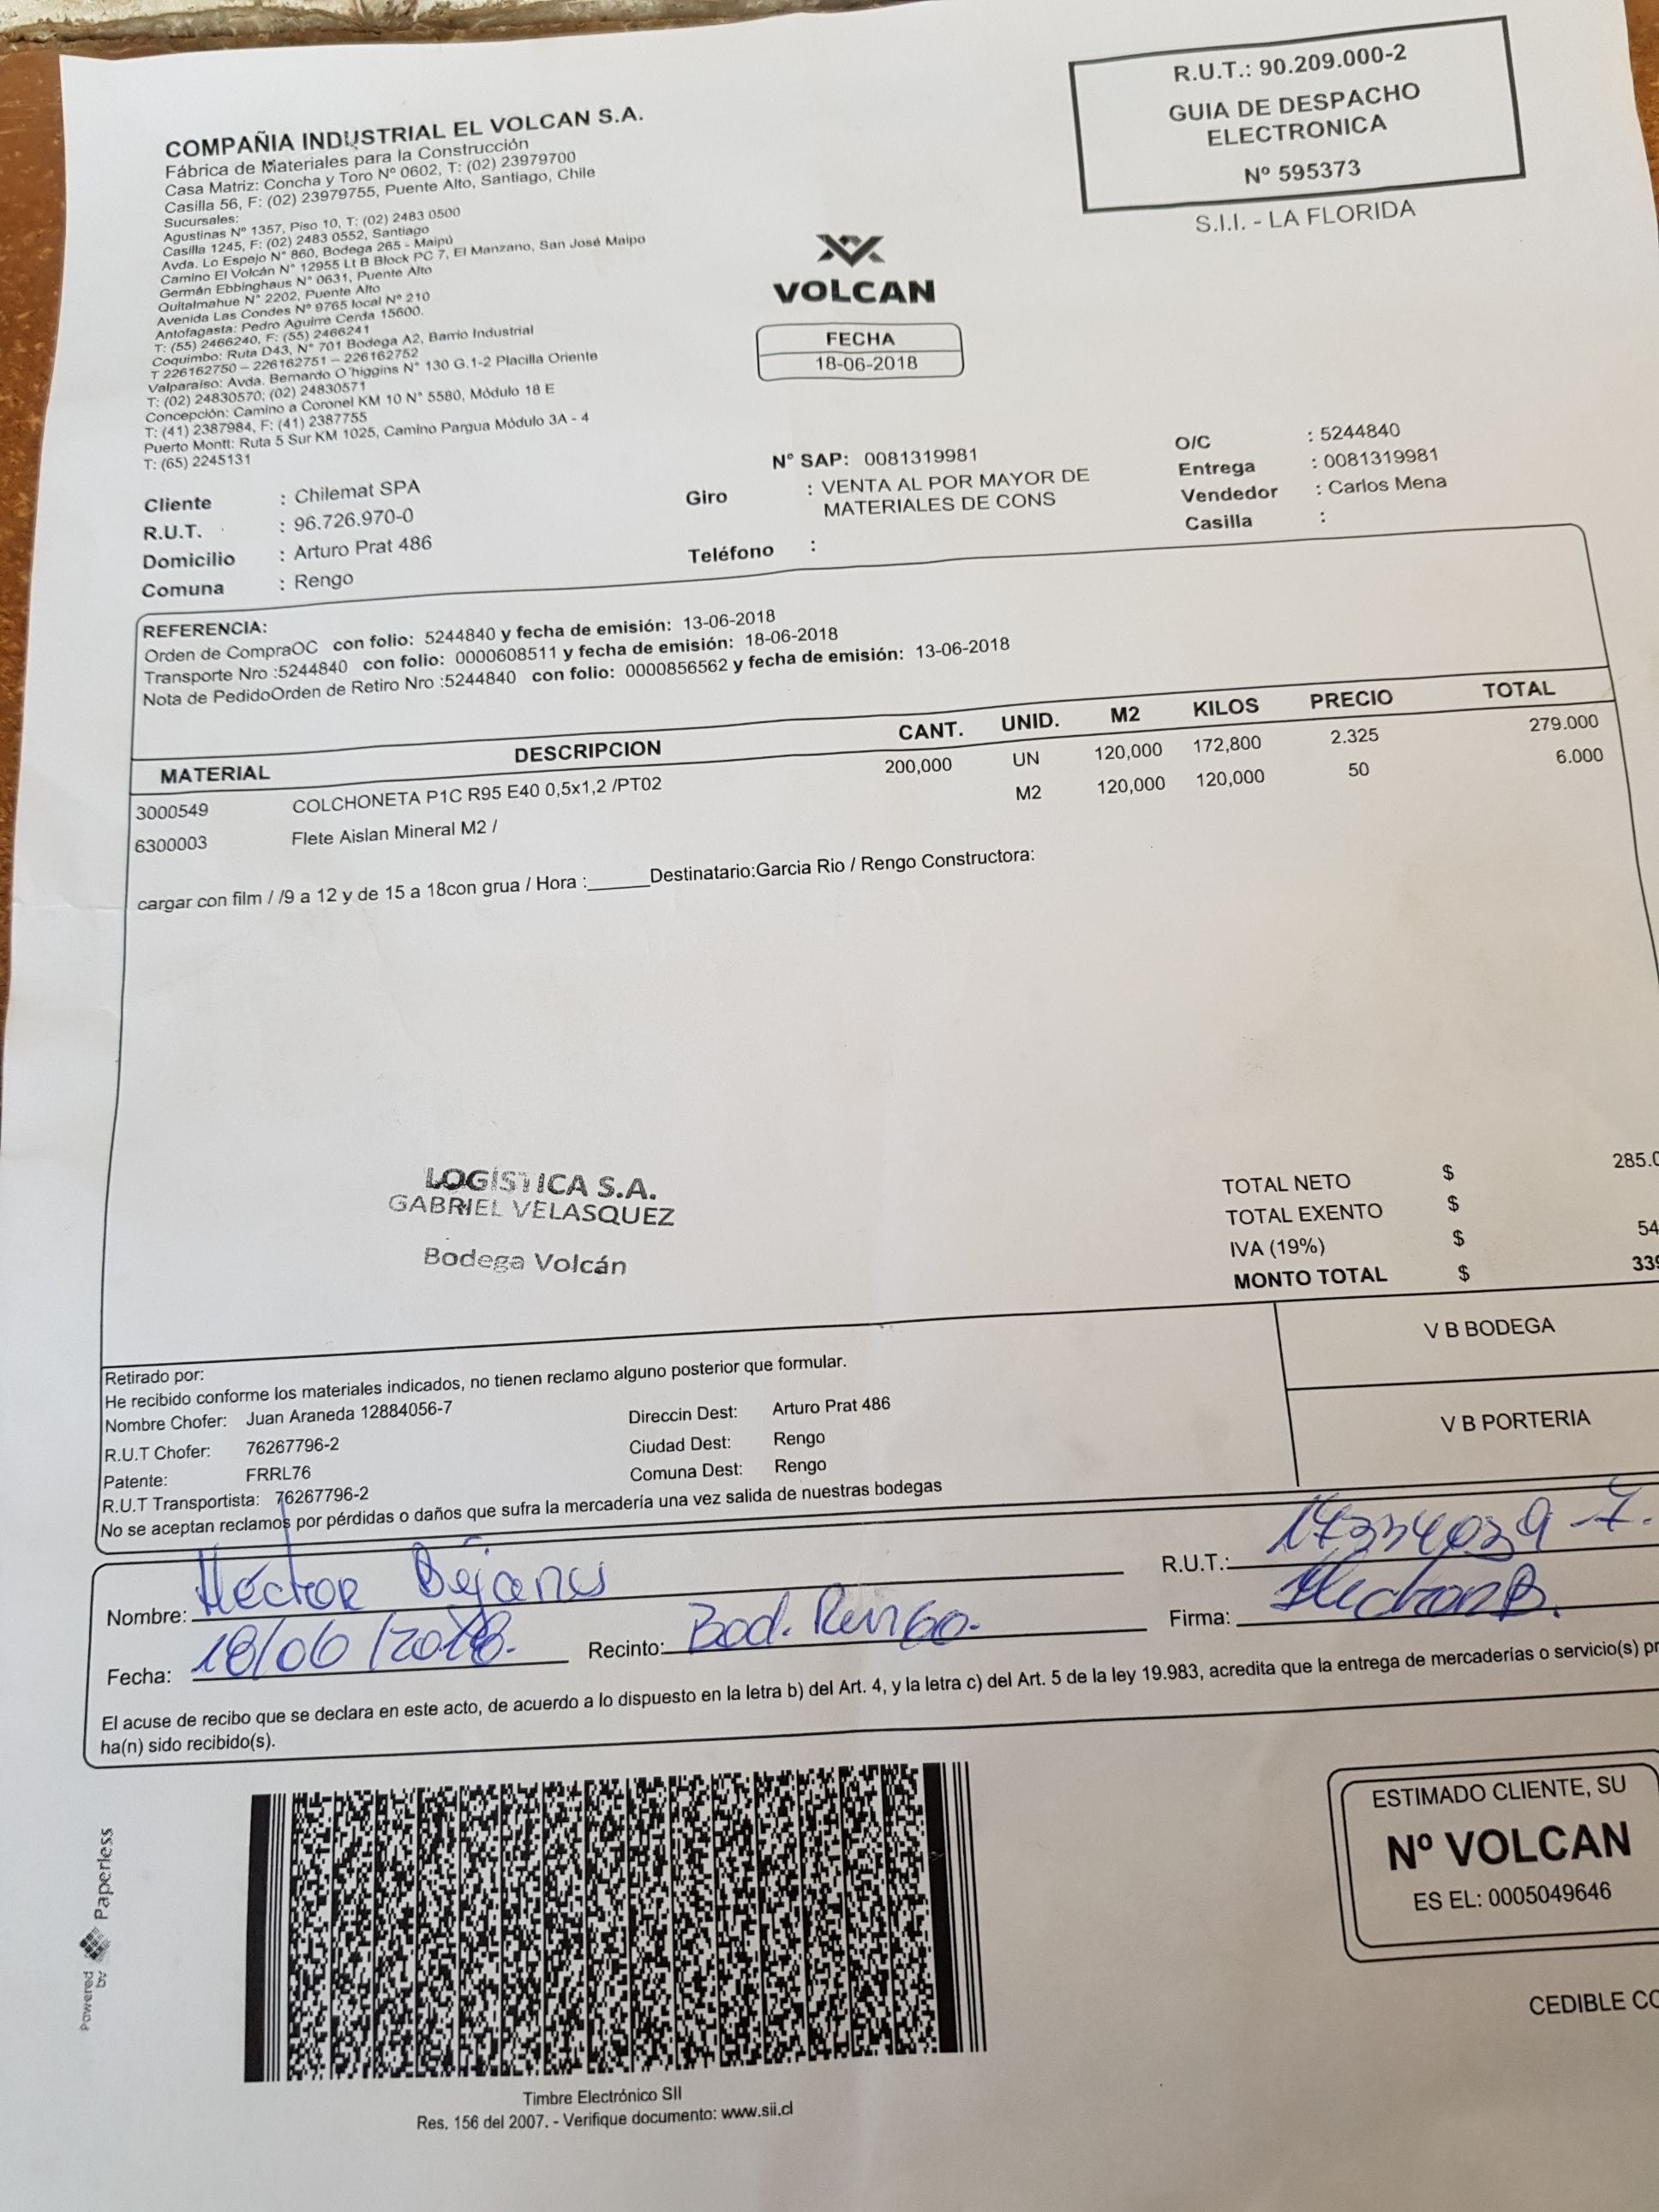 COMPAÑIA INDUSTRIAL EL VOLCAN S.A.
Fábrica de Materiales para la Construcción
Casa Matriz: Concha y Toro Nº 0602, T: (02) 23979700
Casilla 56, F: (02) 23979755, Puente Alto, Santiago, Chile
Sucursales:
Agustinas Nº 1357, Piso 10, T: (02) 2483 0500
Casilla 1245, F: (02) 2483 0552, Santiago
Avda. Lo Espejo N° 860, Bodega 265 - Maipú
Camino El Volcán N° 12955 Lt B Block PC 7, El Manzano, San José Maipo
Germán Ebbinghaus N° 0631, Puente Alto
Quitalmahue N° 2202, Puente Alto
Avenida Las Condes Nº 9765 local Nº 210
Antofagasta: Pedro Aguirre Cerda 15600.
T: (55) 2466240, F: (55) 2466241
Coquimbo: Ruta D43, N° 701 Bodega A2, Barrio Industrial
T 226162750 – 226162751 – 226162752
Valparaíso: Avda. Bernardo O'higgins N° 130 G.1-2 Placilla Oriente
T: (02) 24830570; (02) 24830571
Concepción: Camino a Coronel KM 10 N° 5580, Módulo 18 E
T: (41) 2387984, F: (41) 2387755
Puerto Montt: Ruta 5 Sur KM 1025, Camino Pargua Módulo 3A - 4
T: (65) 2245131
R.U.T.: 90.209.000-2
GUIA DE DESPACHO
ELECTRONICA
Nº 595373
S.I.I. - LA FLORIDA
VOLCAN
FECHA
18-06-2018
N° SAP: 0081319981
Cliente : Chilemat SPA
R.U.T. : 96.726.970-0
Domicilio : Arturo Prat 486
Comuna : Rengo
Giro : VENTA AL POR MAYOR DE
MATERIALES DE CONS
Teléfono :
O/C : 5244840
Entrega : 0081319981
Vendedor : Carlos Mena
Casilla :
REFERENCIA:
Orden de CompraOC con folio: 5244840 y fecha de emisión: 13-06-2018
Transporte Nro :5244840 con folio: 0000608511 y fecha de emisión: 18-06-2018
Nota de PedidoOrden de Retiro Nro :5244840 con folio: 0000856562 y fecha de emisión: 13-06-2018
MATERIAL DESCRIPCION CANT. UNID. M2 KILOS PRECIO TOTAL
3000549 COLCHONETA P1C R95 E40 0,5x1,2 /PT02 200,000 UN 120,000 172,800 2.325 279.000
6300003 Flete Aislan Mineral M2 / M2 120,000 120,000 50 6.000
cargar con film / /9 a 12 y de 15 a 18con grua / Hora :______Destinatario:Garcia Rio / Rengo Constructora:
LOGÍSTICA S.A.
GABRIEL VELASQUEZ
Bodega Volcán
TOTAL NETO $ 285.0
TOTAL EXENTO $
IVA (19%) $ 54
MONTO TOTAL $ 339
V B BODEGA
V B PORTERIA
Retirado por:
He recibido conforme los materiales indicados, no tienen reclamo alguno posterior que formular.
Nombre Chofer: Juan Araneda 12884056-7 Direccin Dest: Arturo Prat 486
R.U.T Chofer: 76267796-2 Ciudad Dest: Rengo
Patente: FRRL76 Comuna Dest: Rengo
R.U.T Transportista: 76267796-2
No se aceptan reclamos por pérdidas o daños que sufra la mercadería una vez salida de nuestras bodegas
Nombre: Héctor R.U.T.:
Fecha: 18/06/2018. Recinto: Bod. Rengo. Firma: Hector B.
El acuse de recibo que se declara en este acto, de acuerdo a lo dispuesto en la letra b) del Art. 4, y la letra c) del Art. 5 de la ley 19.983, acredita que la entrega de mercaderías o servicio(s) pr
ha(n) sido recibido(s).
Powered by Paperless
ESTIMADO CLIENTE, SU
Nº VOLCAN
ES EL: 0005049646
CEDIBLE CO
Timbre Electrónico SII
Res. 156 del 2007. - Verifique documento: www.sii.cl